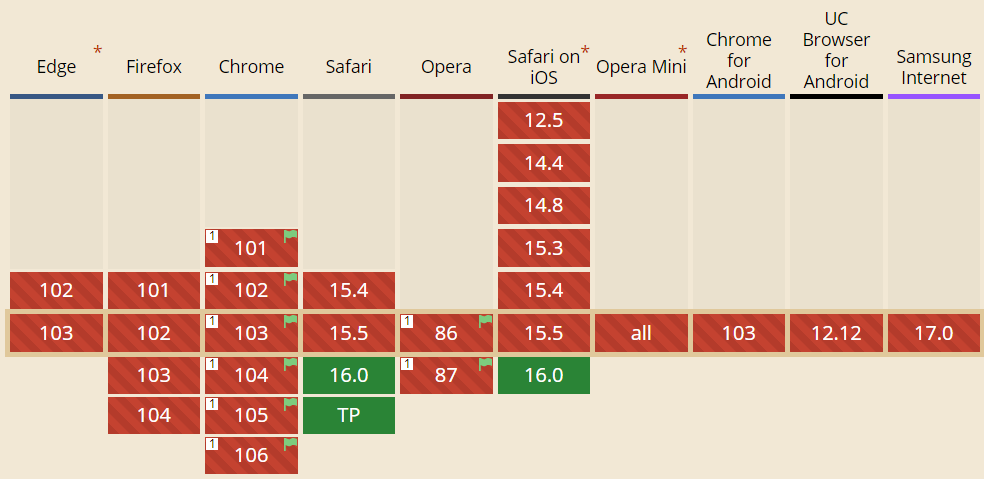 Edge *
Firefox
Chrome
Safari
Opera
Safari on *
iOS
Opera Mini *
Chrome
for
Android
UC
Browser
for
Android
Samsung
Internet
12.5
14.4
14.8
1 101 15.3
102 101 1 102 15.4 15.4
103 102 1 103 15.5 1 86 15.5 all 103 12.12 17.0
103 1 104 16.0 1 87 16.0
104 1 105 TP
1 106